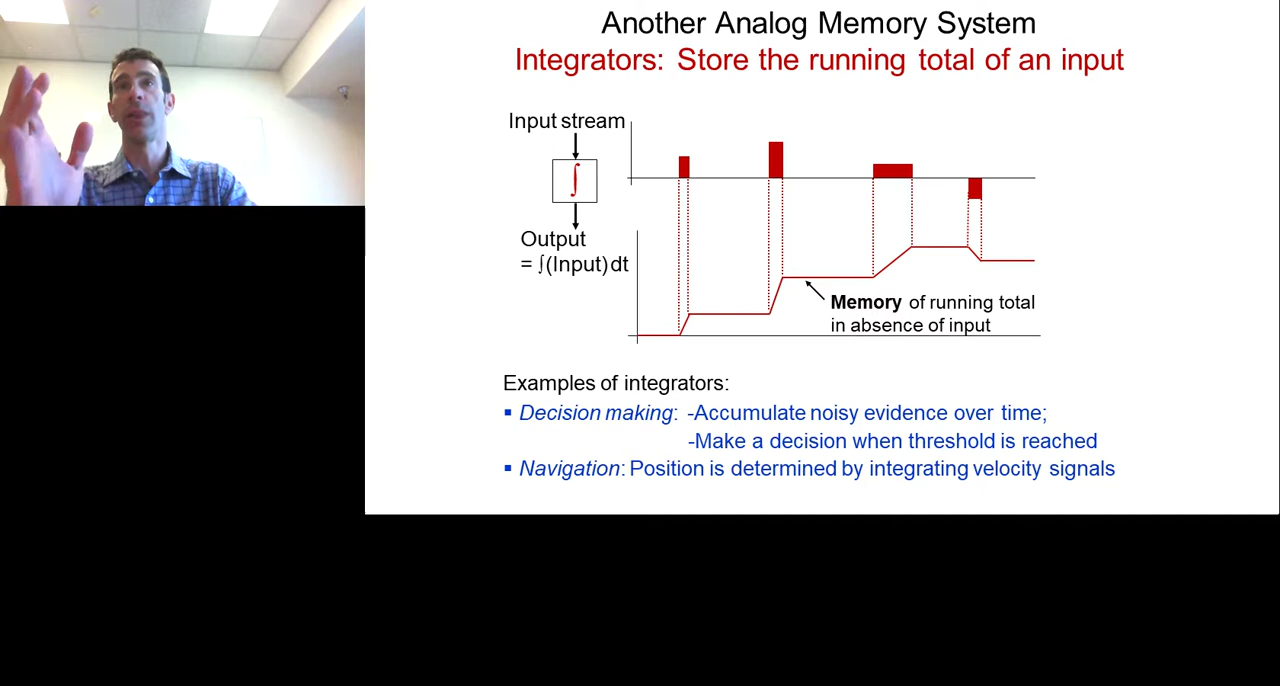 Another Analog Memory System
Integrators: Store the running total of an input
Input stream
∫
Output
= ∫(Input)dt
Memory of running total
in absence of input
Examples of integrators:
▪ Decision making: -Accumulate noisy evidence over time;
-Make a decision when threshold is reached
▪ Navigation: Position is determined by integrating velocity signals